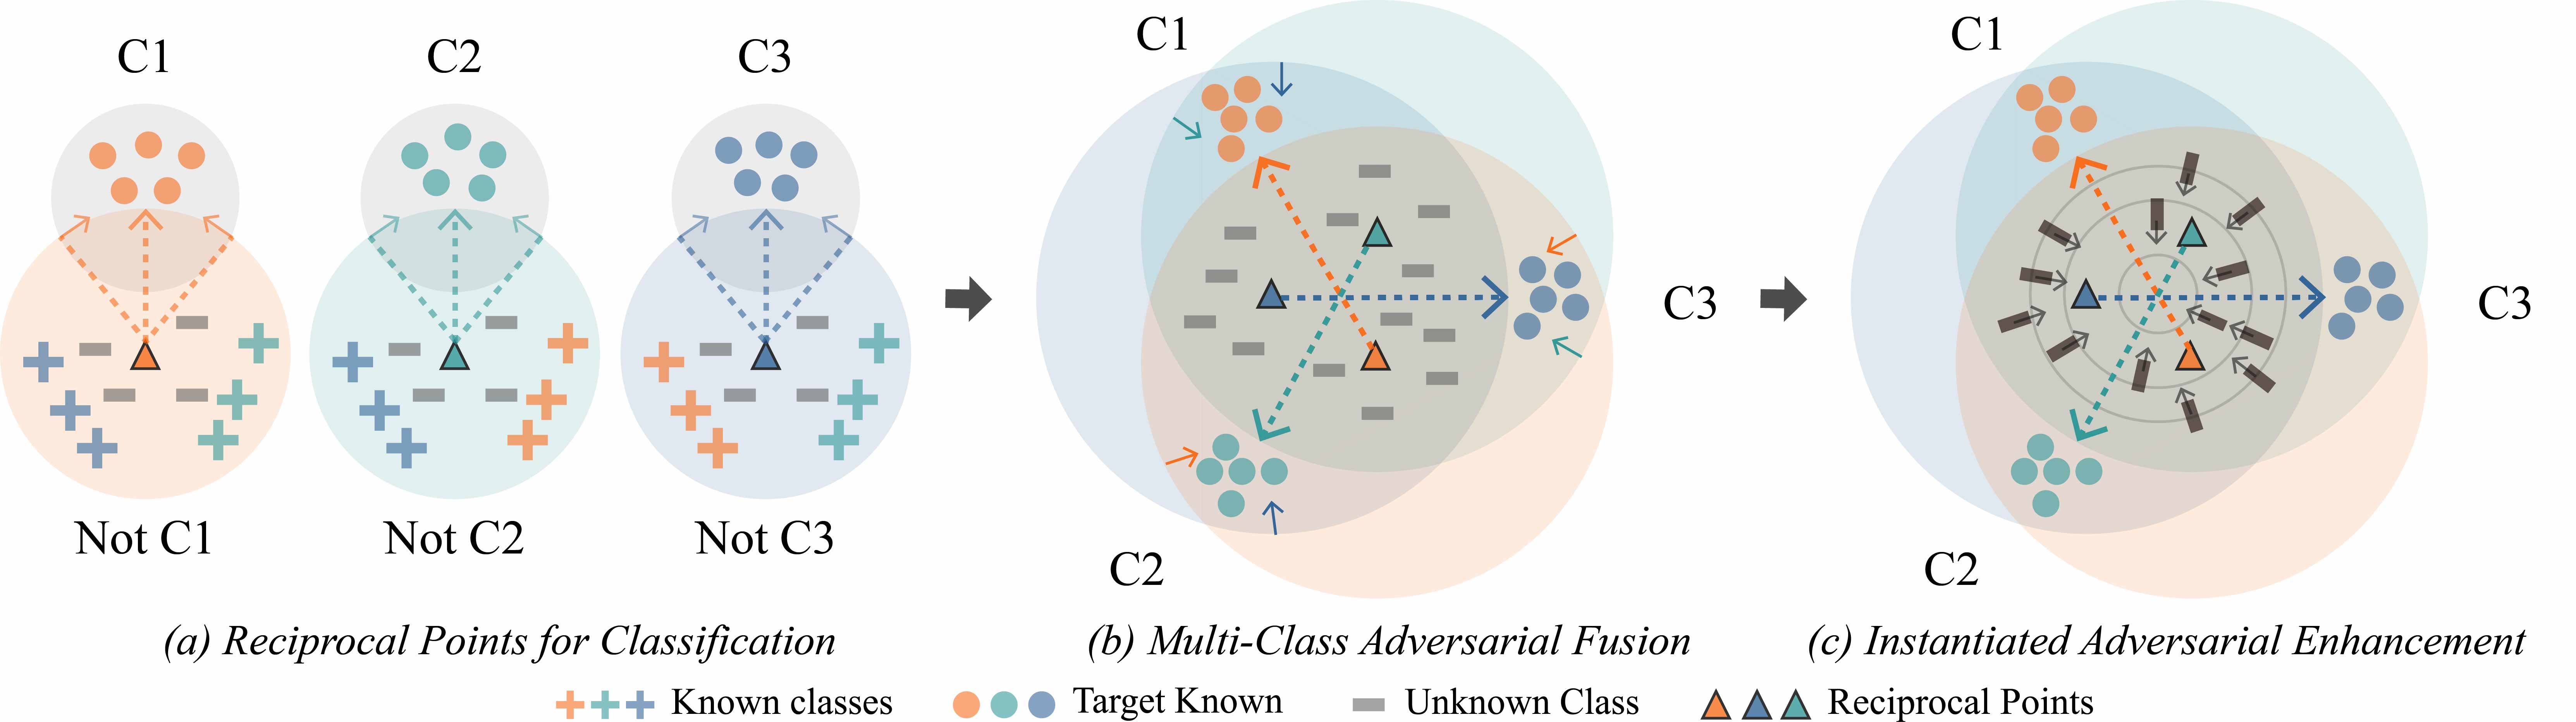 C1
C2
C3
Not C1
Not C2
Not C3
(a) Reciprocal Points for Classification
C1
C3
C2
(b) Multi-Class Adversarial Fusion
C1
C3
C2
(c) Instantiated Adversarial Enhancement
Known classes
Target Known
Unknown Class
Reciprocal Points